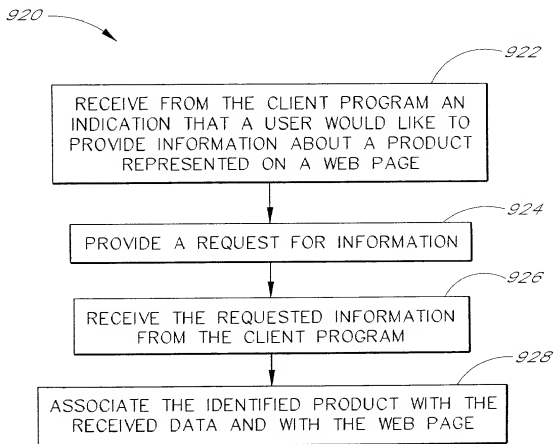 920
922
RECEIVE FROM THE CLIENT PROGRAM AN
INDICATION THAT A USER WOULD LIKE TO
PROVIDE INFORMATION ABOUT A PRODUCT
REPRESENTED ON A WEB PAGE
924
PROVIDE A REQUEST FOR INFORMATION
926
RECEIVE THE REQUESTED INFORMATION
FROM THE CLIENT PROGRAM
928
ASSOCIATE THE IDENTIFIED PRODUCT WITH THE
RECEIVED DATA AND WITH THE WEB PAGE